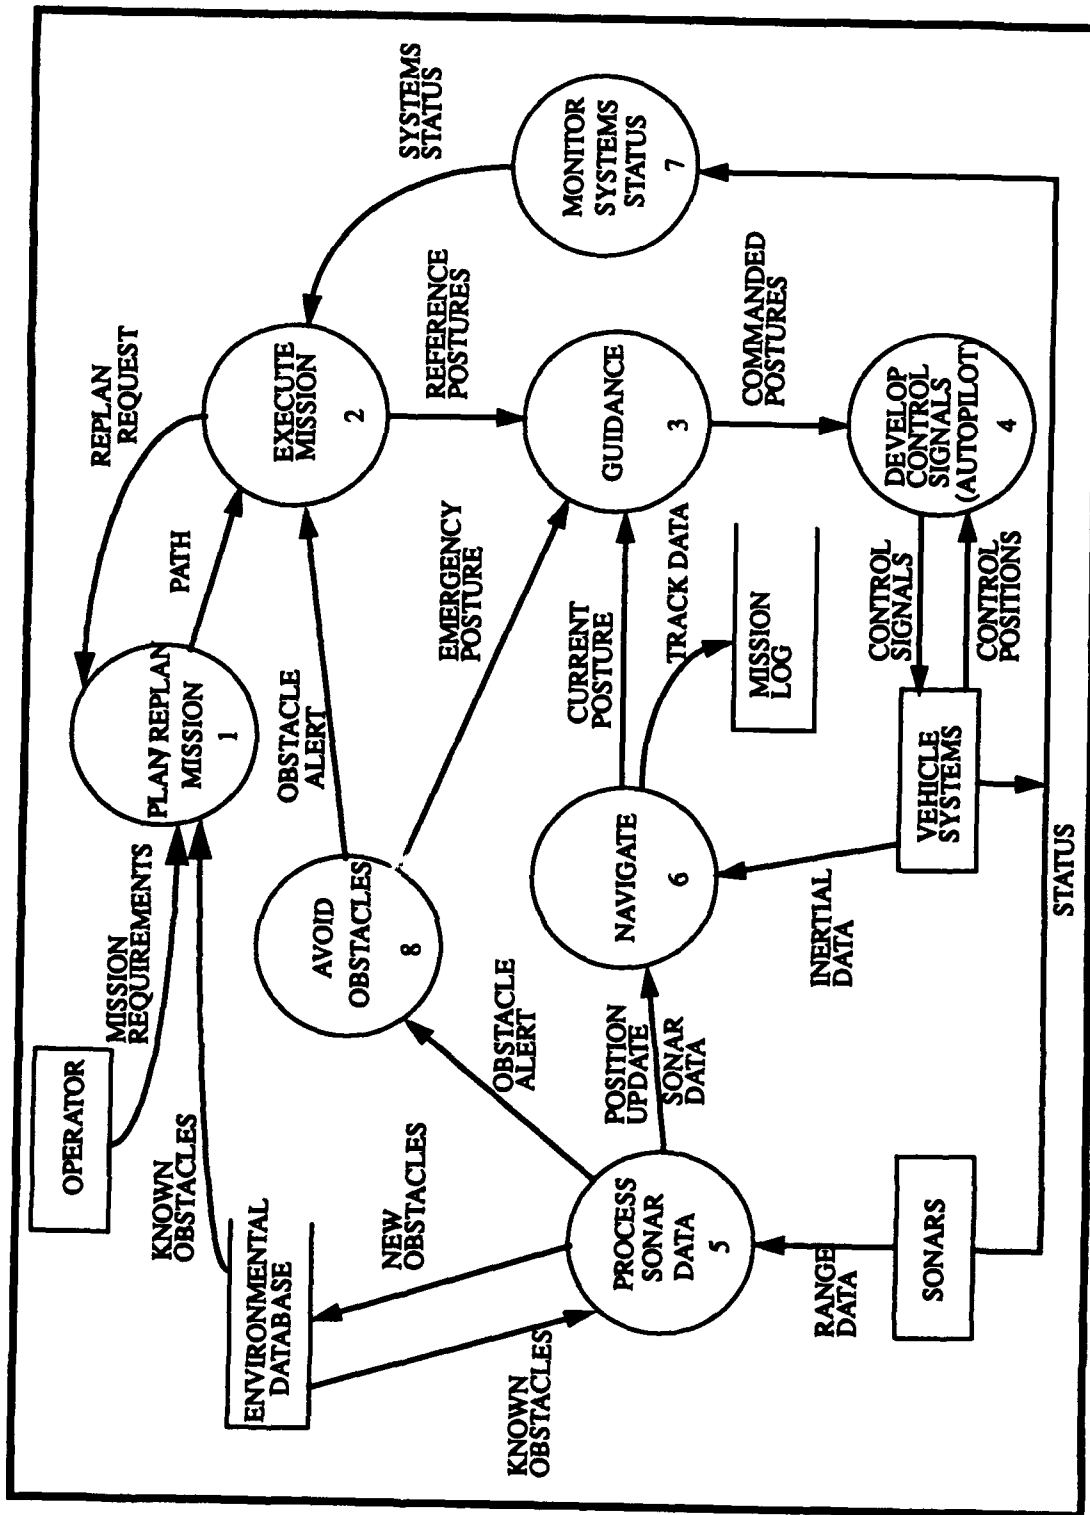 OPERATOR
MISSION
REQUIREMENTS
PLAN/REPLAN
MISSION
1
REPLAN
REQUEST
PATH
KNOWN
OBSTACLES
ENVIRONMENTAL
DATABASE
AVOID
OBSTACLES
8
OBSTACLE
ALERT
EXECUTE
MISSION
2
SYSTEMS
STATUS
NEW
OBSTACLES
KNOWN
OBSTACLES
OBSTACLE
ALERT
EMERGENCY
POSTURE
REFERENCE
POSTURES
MONITOR
SYSTEMS
STATUS
7
PROCESS
SONAR
DATA
5
POSITION
UPDATE
SONAR
DATA
NAVIGATE
6
CURRENT
POSTURE
TRACK DATA
GUIDANCE
3
MISSION
LOG
COMMANDED
POSTURES
RANGE
DATA
INERTIAL
DATA
SONARS
VEHICLE
SYSTEMS
CONTROL
SIGNALS
CONTROL
POSITIONS
DEVELOP
CONTROL
SIGNALS
(AUTOPILOT)
4
STATUS